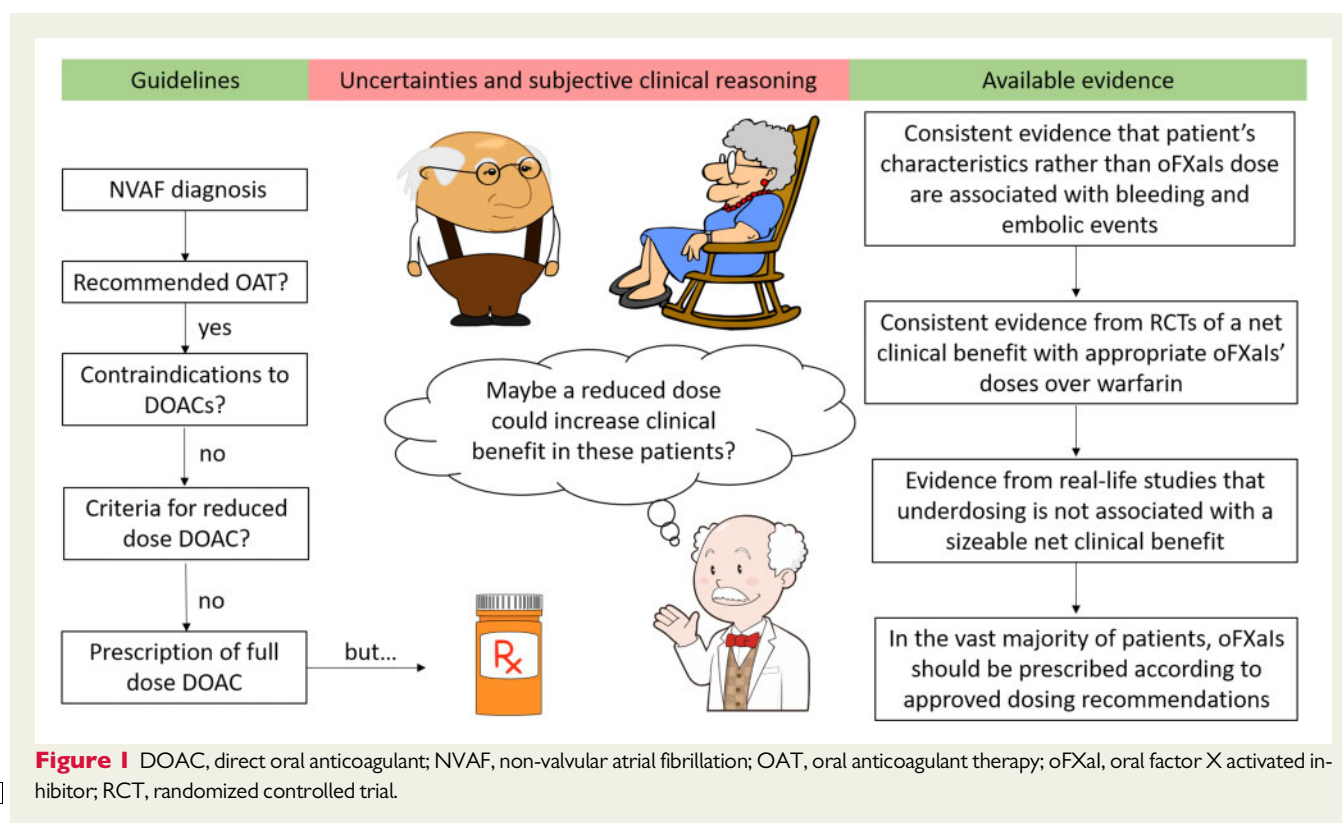 Guidelines
Uncertainties and subjective clinical reasoning
Available evidence
NVAF diagnosis
Recommended OAT?
yes
Contraindications to
DOACs?
no
Criteria for reduced
dose DOAC?
no
Prescription of full
dose DOAC
but...
Maybe a reduced dose
could increase clinical
benefit in these patients?
Rx
Consistent evidence that patient’s
characteristics rather than oFXaIs dose
are associated with bleeding and
embolic events
Consistent evidence from RCTs of a net
clinical benefit with appropriate oFXaIs’
doses over warfarin
Evidence from real-life studies that
underdosing is not associated with a
sizeable net clinical benefit
In the vast majority of patients, oFXaIs
should be prescribed according to
approved dosing recommendations
Figure 1 DOAC, direct oral anticoagulant; NVAF, non-valvular atrial fibrillation; OAT, oral anticoagulant therapy; oFXaI, oral factor X activated in-
hibitor; RCT, randomized controlled trial.